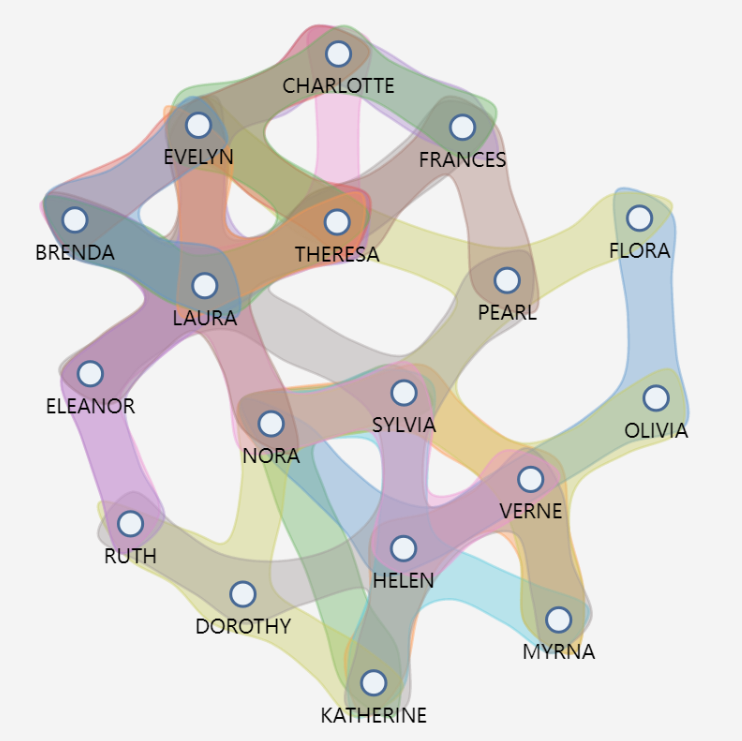 CHARLOTTE
EVELYN
FRANCES
BRENDA
THERESA
FLORA
LAURA
PEARL
ELEANOR
SYLVIA
OLIVIA
NORA
VERNE
RUTH
HELEN
DOROTHY
MYRNA
KATHERINE